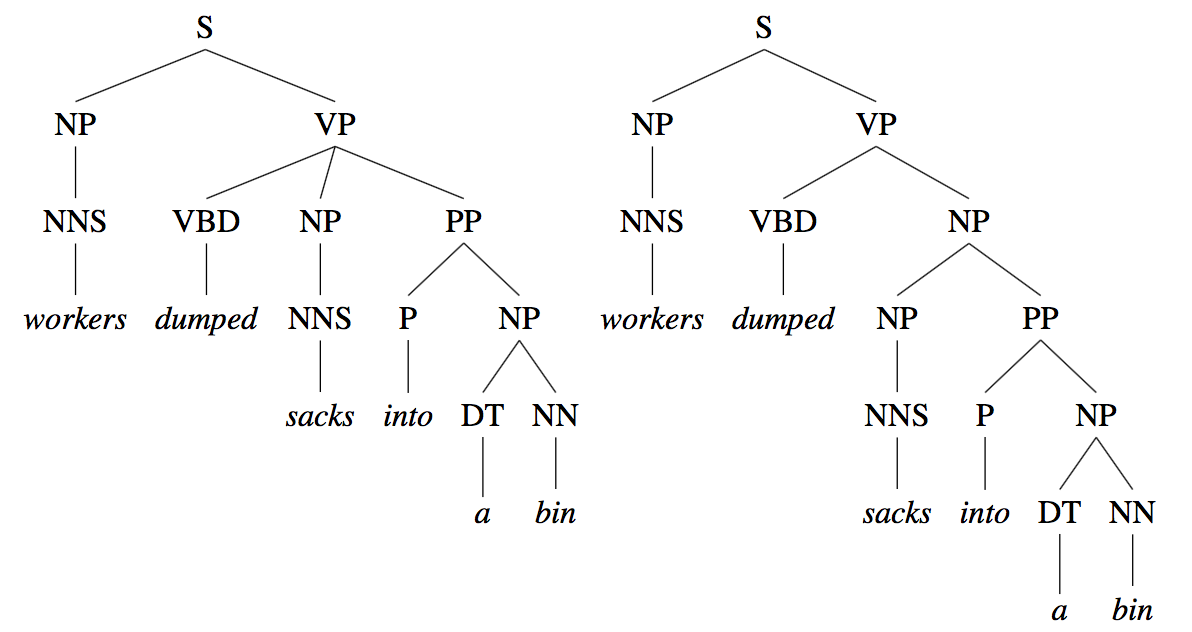 S S
NP VP NP VP
NNS VBD NP PP NNS VBD NP
workers dumped NNS P NP workers dumped NP PP
sacks into DT NN NNS P NP
a bin sacks into DT NN
a bin